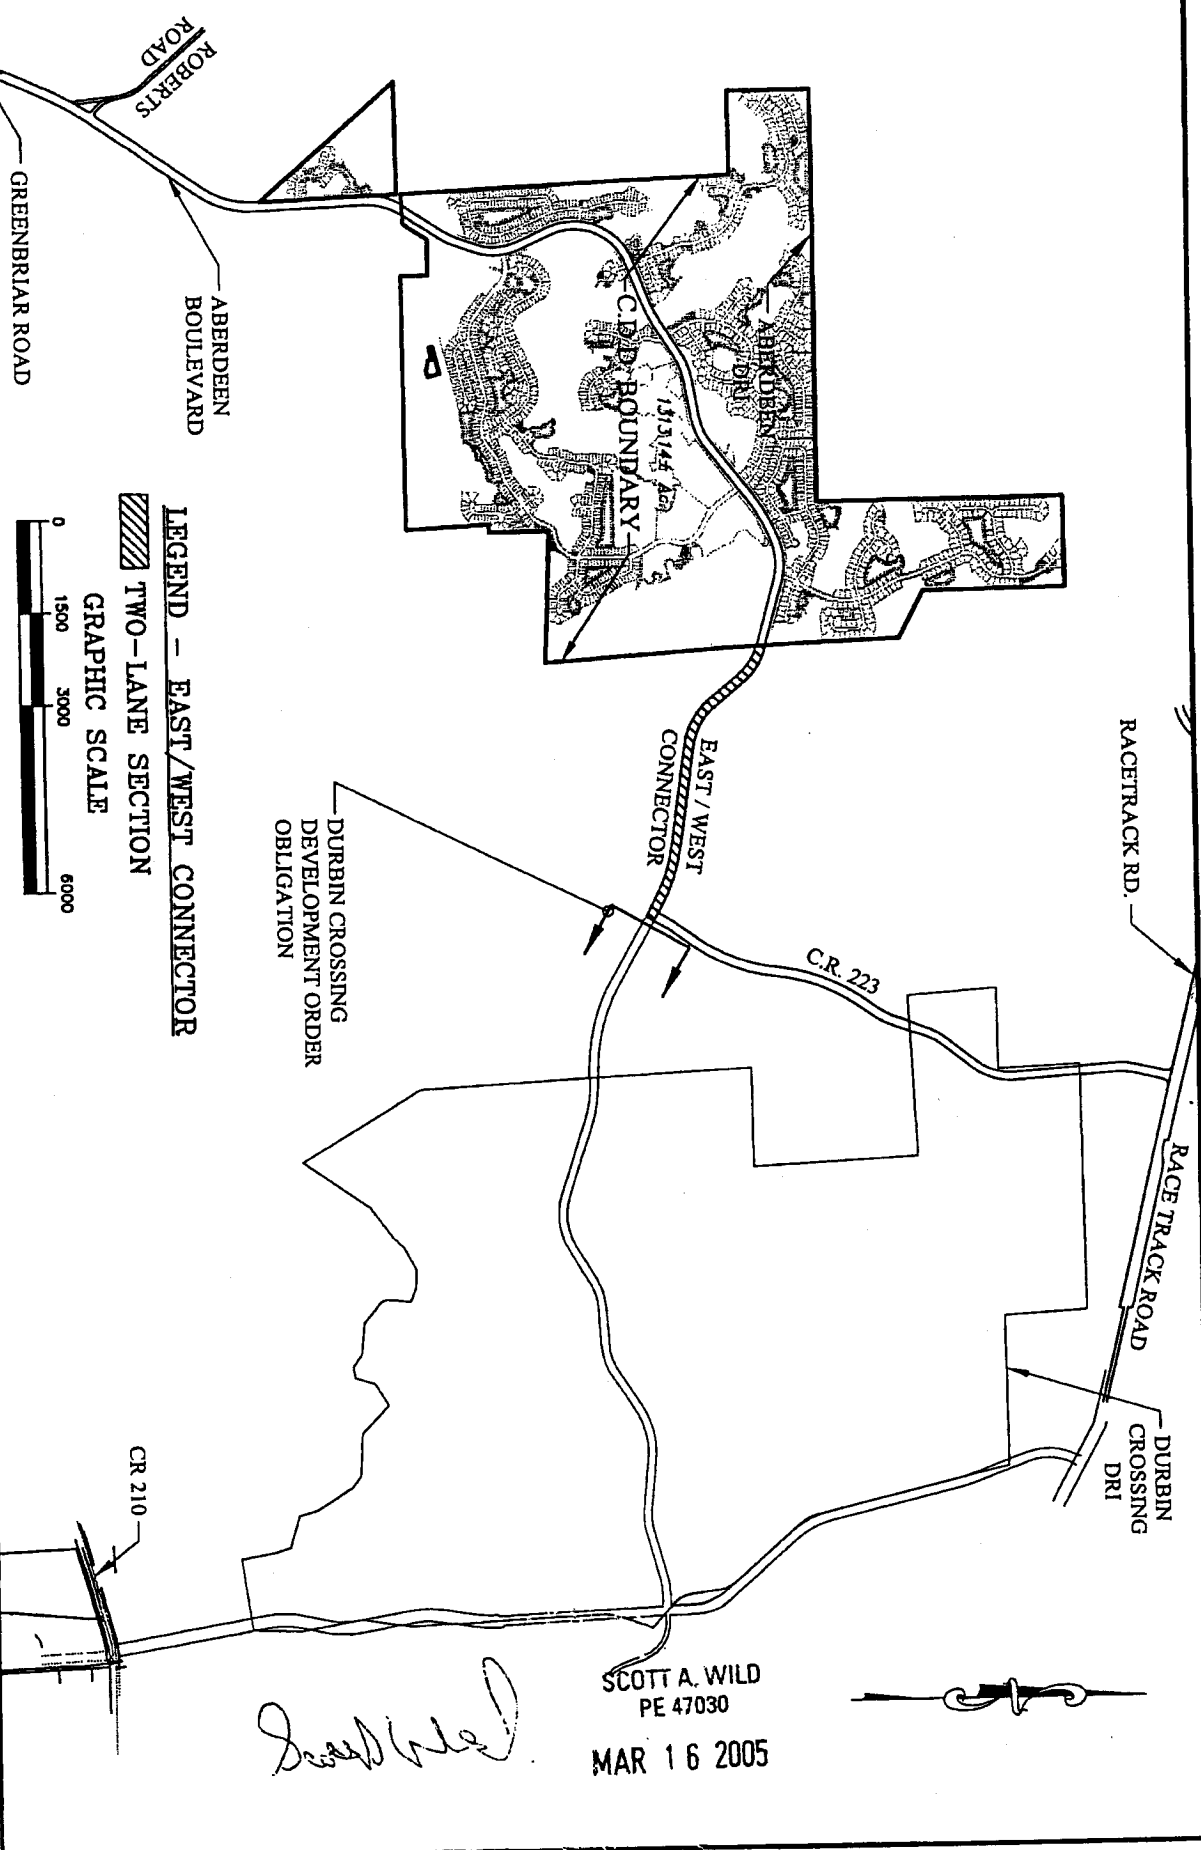 ROBERTS
ROAD
GREENBRIAR ROAD
ABERDEEN
BOULEVARD
C.D.D. BOUNDARY
ABERDEEN
DRI
LEGEND - EAST/WEST CONNECTOR
TWO-LANE SECTION
GRAPHIC SCALE
0 1500 3000 6000
EAST / WEST
CONNECTOR
RACETRACK RD.
C.R. 223
DURBIN CROSSING
DEVELOPMENT ORDER
OBLIGATION
RACE TRACK ROAD
DURBIN
CROSSING
DRI
CR 210
SCOTT A. WILD
PE 47030
MAR 16 2005